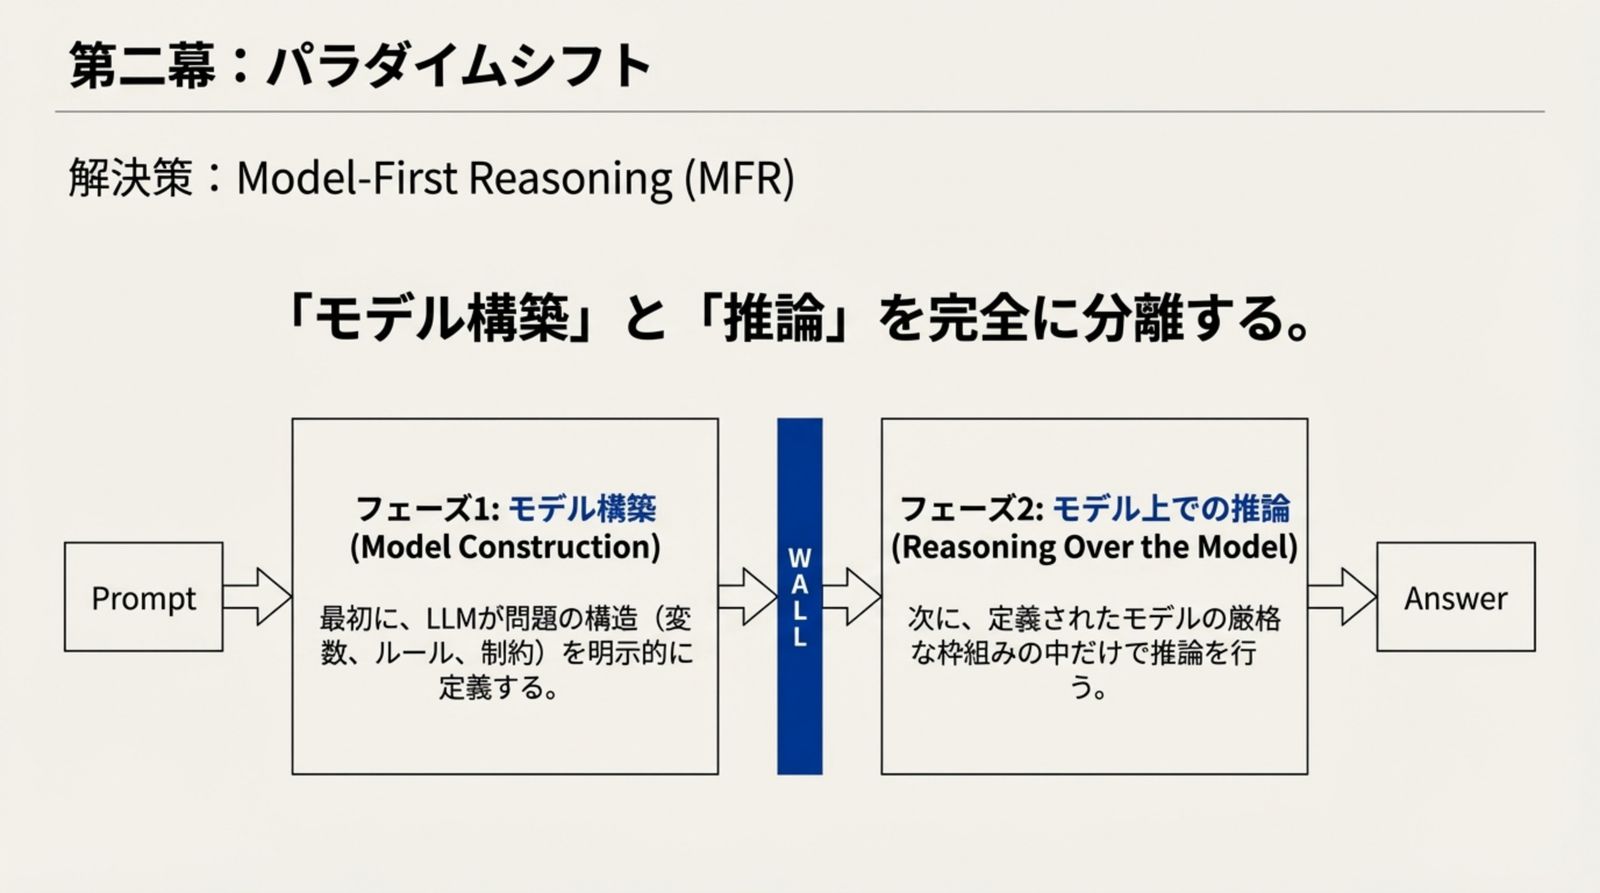 第二幕：パラダイムシフト
解決策：Model-First Reasoning (MFR)
「モデル構築」と「推論」を完全に分離する。
Prompt
フェーズ1: モデル構築
(Model Construction)
最初に、LLMが問題の構造（変
数、ルール、制約）を明示的に
定義する。
WALL
フェーズ2: モデル上での推論
(Reasoning Over the Model)
次に、定義されたモデルの厳格
な枠組みの中だけで推論を行
う。
Answer